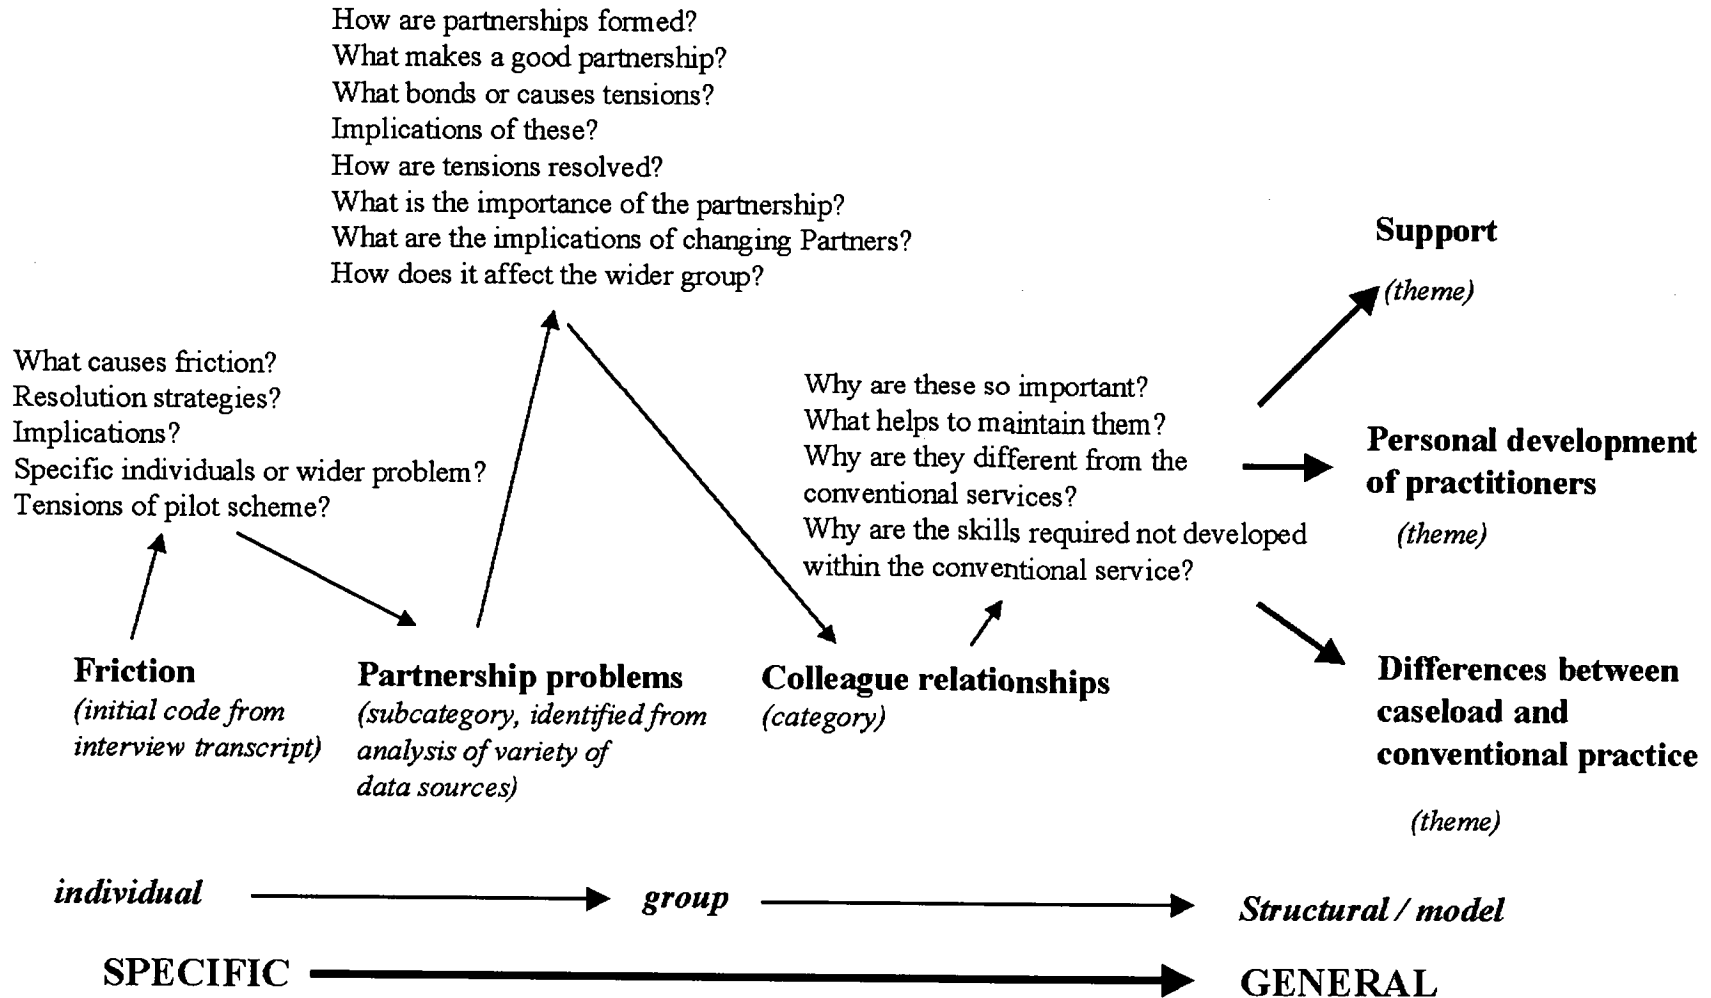 How are partnerships formed?
What makes a good partnership?
What bonds or causes tensions?
Implications of these?
How are tensions resolved?
What is the importance of the partnership?
What are the implications of changing Partners?
How does it affect the wider group?
What causes friction?
Resolution strategies?
Implications?
Specific individuals or wider problem?
Tensions of pilot scheme?
Why are these so important?
What helps to maintain them?
Why are they different from the
conventional services?
Why are the skills required not developed
within the conventional service?
Support
(theme)
Personal development
of practitioners
(theme)
Friction
(initial code from
interview transcript)
Partnership problems
(subcategory, identified from
analysis of variety of
data sources)
Colleague relationships
(category)
Differences between
caseload and
conventional practice
(theme)
individual
group
Structural / model
SPECIFIC
GENERAL